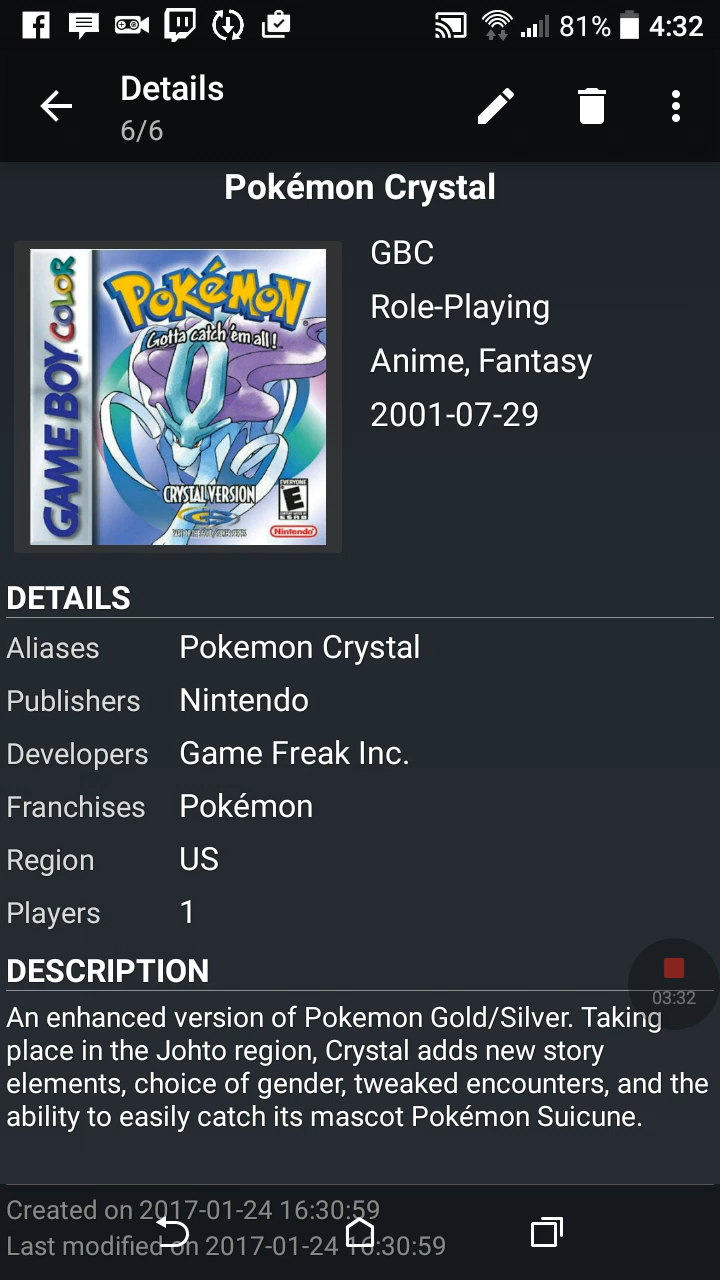 81% 4:32
Details
6/6
Pokémon Crystal
GAME BOY COLOR
POKéMON
Gotta catch 'em all!
CRYSTAL VERSION
EVERYONE
E
ESRB
Nintendo
GBC
Role-Playing
Anime, Fantasy
2001-07-29
DETAILS
Aliases Pokemon Crystal
Publishers Nintendo
Developers Game Freak Inc.
Franchises Pokémon
Region US
Players 1
03:32
DESCRIPTION
An enhanced version of Pokemon Gold/Silver. Taking
place in the Johto region, Crystal adds new story
elements, choice of gender, tweaked encounters, and the
ability to easily catch its mascot Pokémon Suicune.
Created on 2017-01-24 16:30:59
Last modified on 2017-01-24 16:30:59